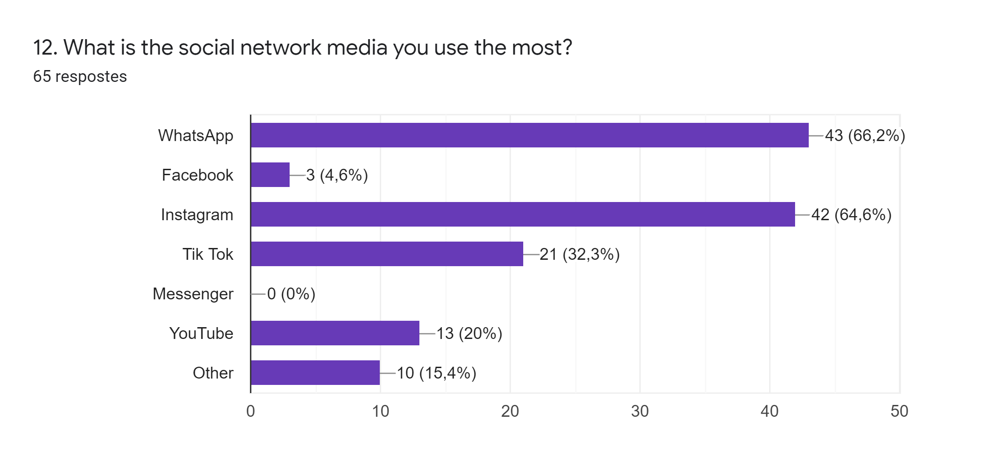 12. What is the social network media you use the most?
65 respostes
WhatsApp 43 (66,2%)
Facebook 3 (4,6%)
Instagram 42 (64,6%)
Tik Tok 21 (32,3%)
Messenger 0 (0%)
YouTube 13 (20%)
Other 10 (15,4%)
0 10 20 30 40 50